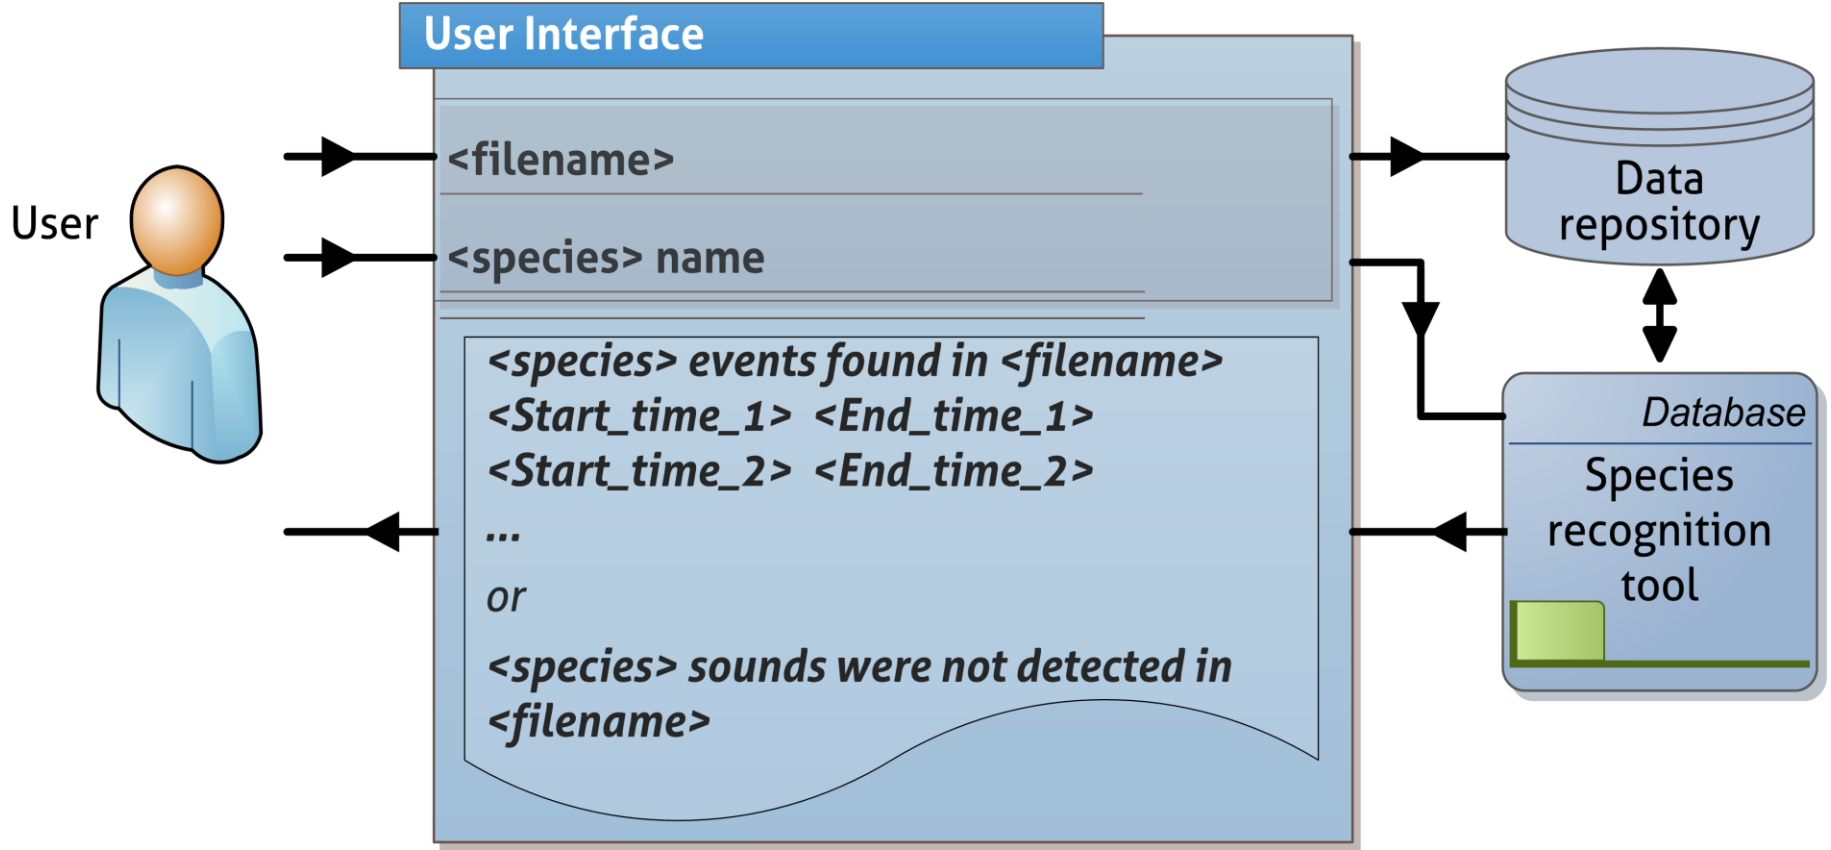 User Interface
User
<filename>
<species> name
<species> events found in <filename>
<Start_time_1> <End_time_1>
<Start_time_2> <End_time_2>
...
or
<species> sounds were not detected in
<filename>
Data
repository
Database
Species
recognition
tool